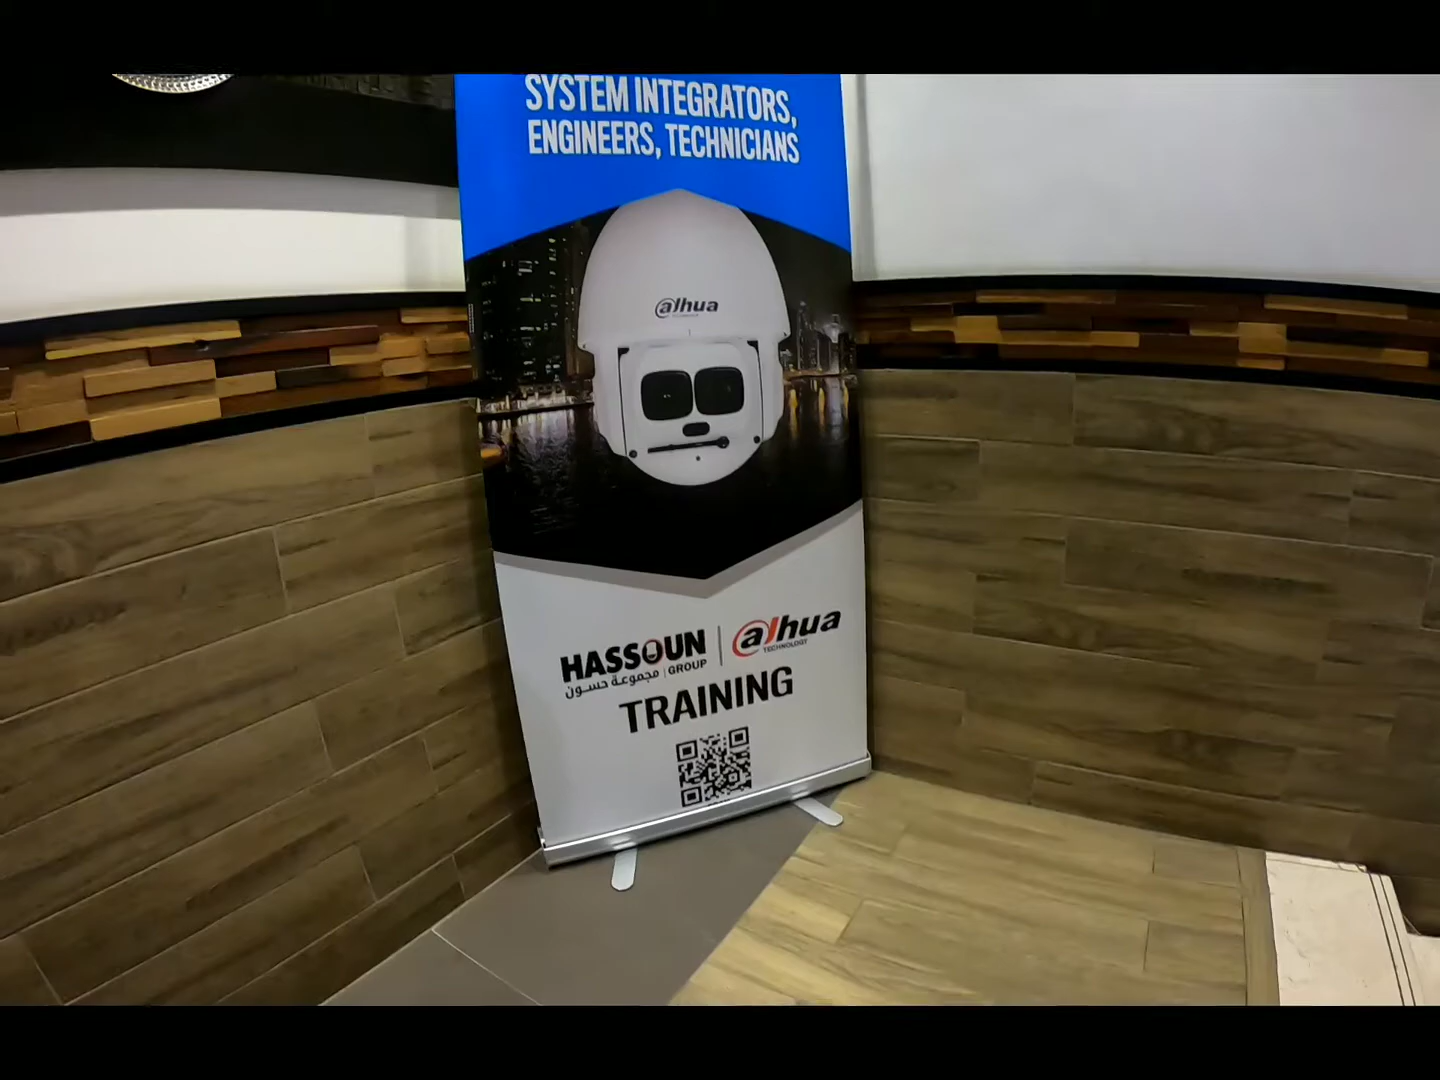 SYSTEM INTEGRATORS,
ENGINEERS, TECHNICIANS
alhua
HASSOUN
GROUP | مجموعة حسون
alhua
TECHNOLOGY
TRAINING